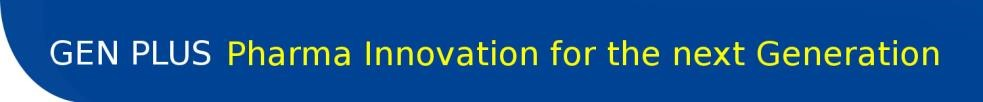 GEN PLUS Pharma Innovation for the next Generation